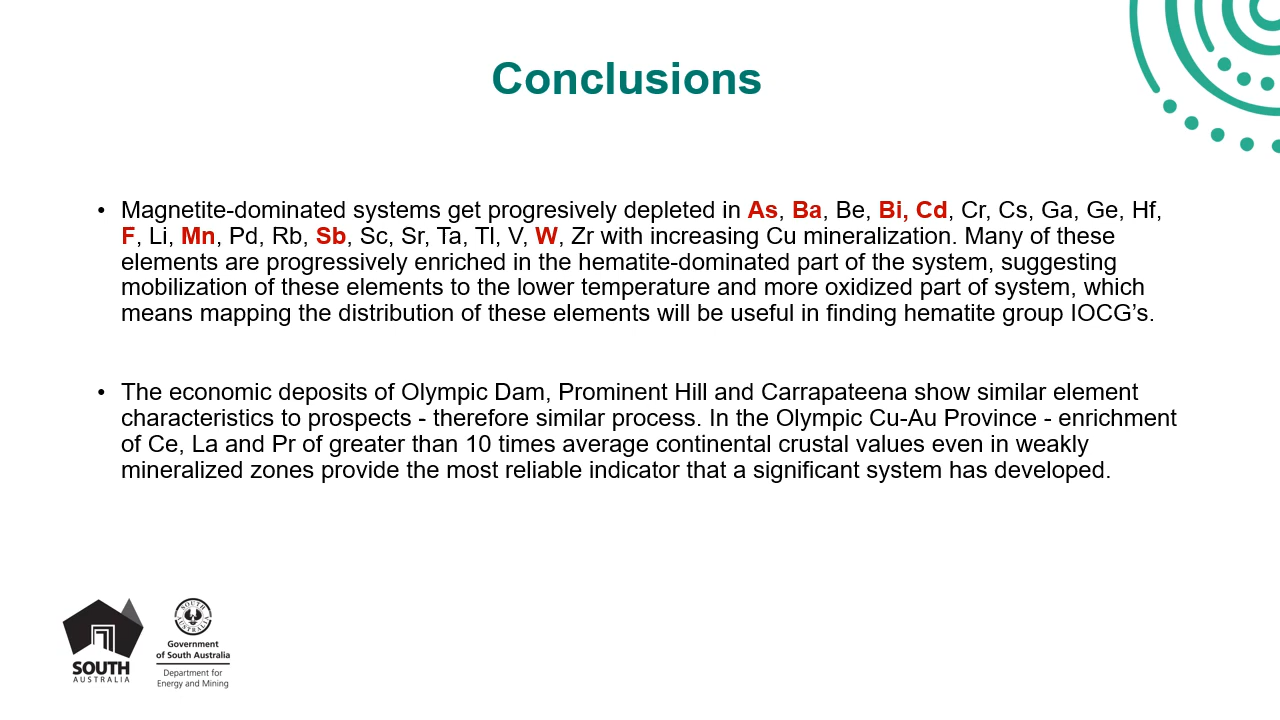 Conclusions
• Magnetite-dominated systems get progresively depleted in As, Ba, Be, Bi, Cd, Cr, Cs, Ga, Ge, Hf,
F, Li, Mn, Pd, Rb, Sb, Sc, Sr, Ta, Tl, V, W, Zr with increasing Cu mineralization. Many of these
elements are progressively enriched in the hematite-dominated part of the system, suggesting
mobilization of these elements to the lower temperature and more oxidized part of system, which
means mapping the distribution of these elements will be useful in finding hematite group IOCG’s.
• The economic deposits of Olympic Dam, Prominent Hill and Carrapateena show similar element
characteristics to prospects - therefore similar process. In the Olympic Cu-Au Province - enrichment
of Ce, La and Pr of greater than 10 times average continental crustal values even in weakly
mineralized zones provide the most reliable indicator that a significant system has developed.
SOUTH
AUSTRALIA
SOUTH
AUSTRALIA
Government
of South Australia
Department for
Energy and Mining